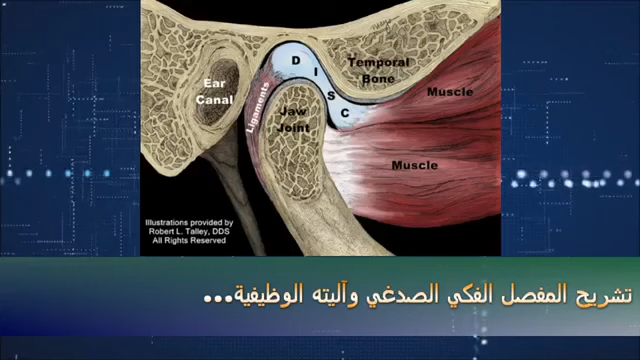 Ear
Canal
Ligaments
D
I
S
C
Jaw
Joint
Temporal
Bone
Muscle
Muscle
Illustrations provided by
Robert L. Talley, DDS
All Rights Reserved
تشريح المفصل الفكي الصدغي وآليته الوظيفية...